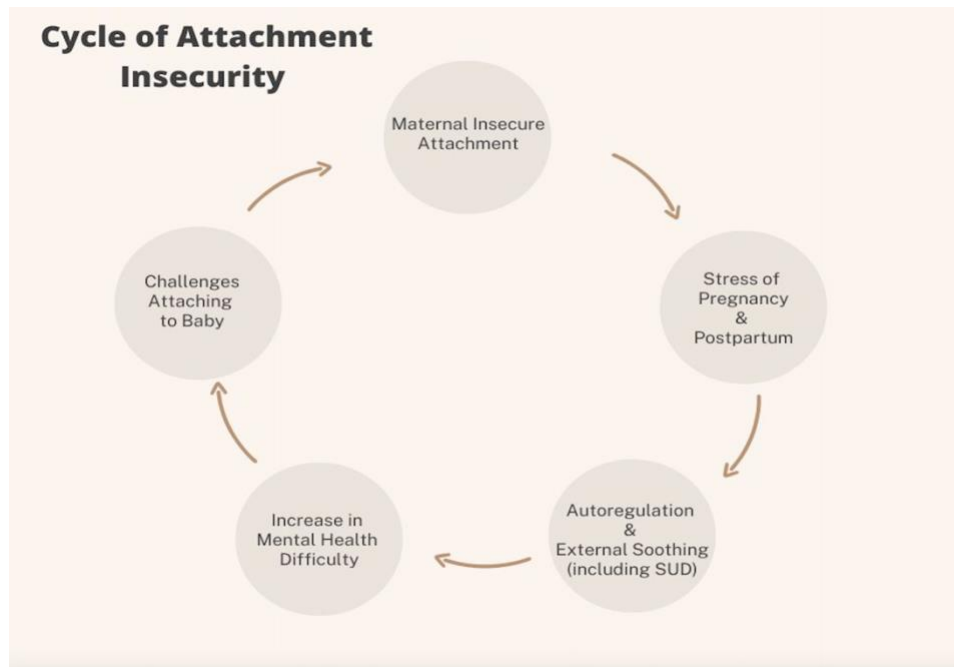 Cycle of Attachment
Insecurity
Maternal Insecure
Attachment
Stress of
Pregnancy
&
Postpartum
Autoregulation
&
External Soothing
(including SUD)
Increase in
Mental Health
Difficulty
Challenges
Attaching
to Baby